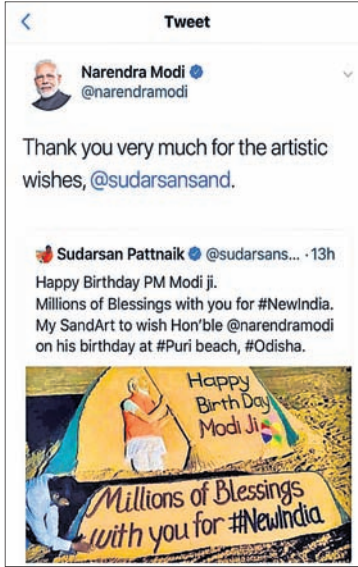 Tweet
Narendra Modi
@narendramodi
Thank you very much for the artistic
wishes, @sudarsansand.
Sudarsan Pattnaik @sudarsans... · 13h
Happy Birthday PM Modi ji.
Millions of Blessings with you for #NewIndia.
My SandArt to wish Hon'ble @narendramodi
on his birthday at #Puri beach, #Odisha.
Happy
Birth Day
Modi Ji
Millions of Blessings
with you for #NewIndia